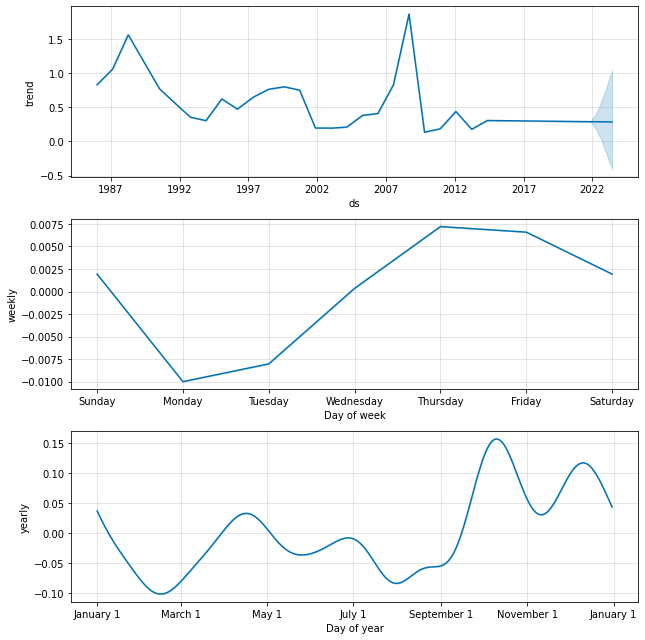 trend
1.5
1.0
0.5
0.0
−0.5
1987 1992 1997 2002 2007 2012 2017 2022
ds
weekly
0.0075
0.0050
0.0025
0.0000
−0.0025
−0.0050
−0.0075
−0.0100
Sunday Monday Tuesday Wednesday Thursday Friday Saturday
Day of week
yearly
0.15
0.10
0.05
0.00
−0.05
−0.10
January 1 March 1 May 1 July 1 September 1 November 1 January 1
Day of year